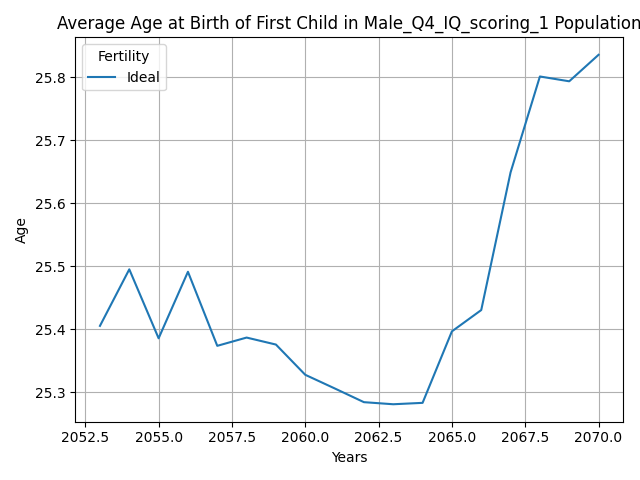 Average Age at Birth of First Child in Male_Q4_IQ_scoring_1 Population
Fertility
Ideal
25.8
25.7
25.6
25.5
25.4
25.3
Age
2052.5 2055.0 2057.5 2060.0 2062.5 2065.0 2067.5 2070.0
Years